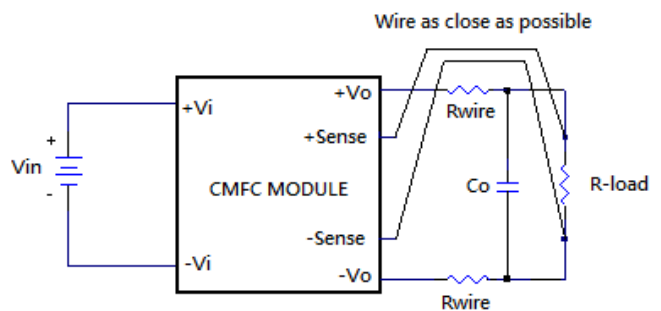 Wire as close as possible
+Vo
+Vi
Rwire
+Sense
+
Vin
CMFC MODULE
Co
R-load
-
-Sense
-Vi
-Vo
Rwire